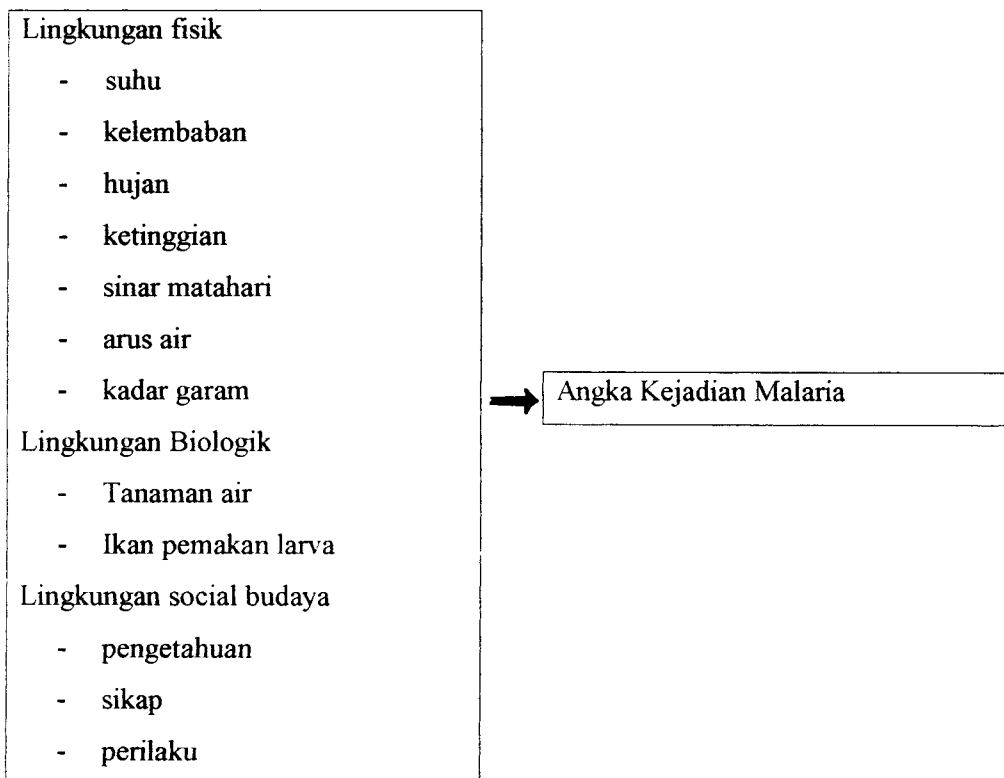 Lingkungan fisik
- suhu
- kelembaban
- hujan
- ketinggian
- sinar matahari
- arus air
- kadar garam
Lingkungan Biologik
- Tanaman air
- Ikan pemakan larva
Lingkungan social budaya
- pengetahuan
- sikap
- perilaku
Angka Kejadian Malaria